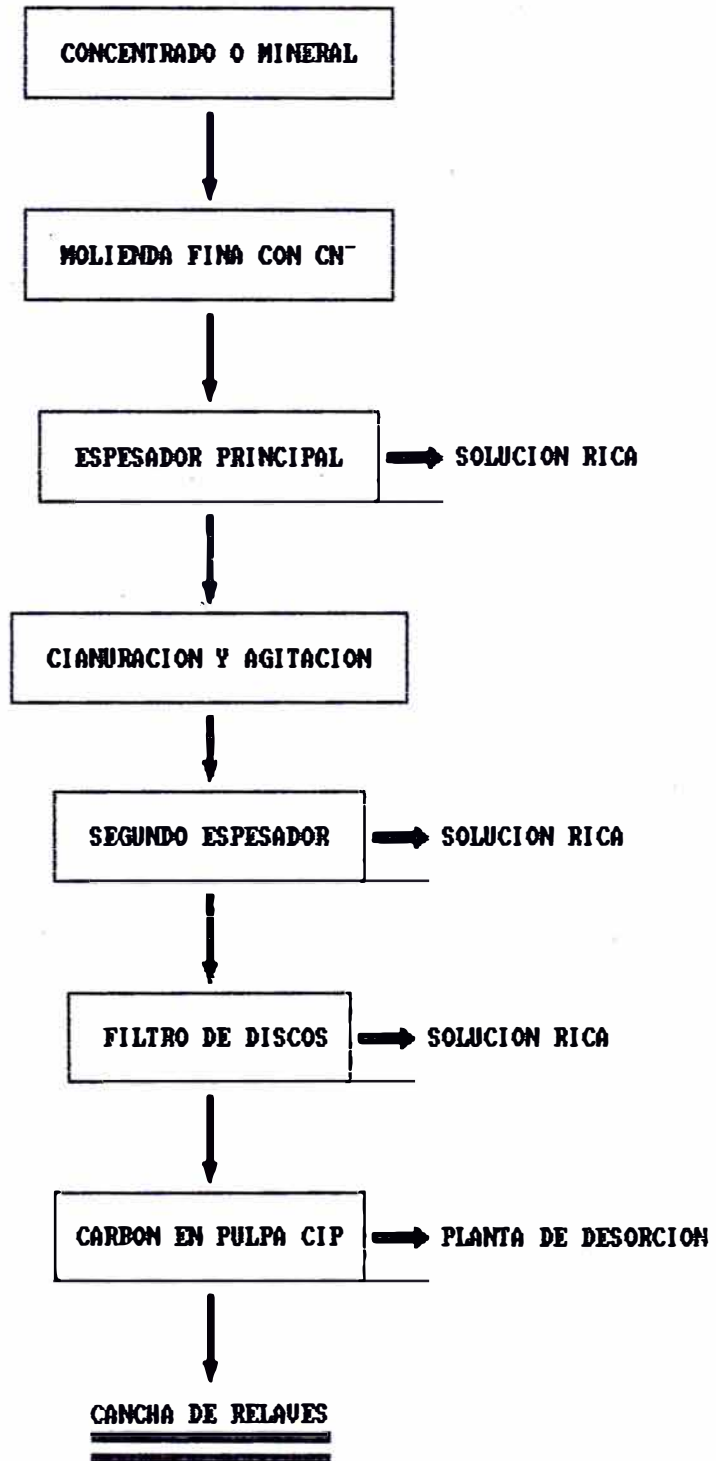 CONCENTRADO O MINERAL
MOLIENDA FINA CON CN⁻
ESPESADOR PRINCIPAL
SOLUCION RICA
CIANURACION Y AGITACION
SEGUNDO ESPESADOR
SOLUCION RICA
FILTRO DE DISCOS
SOLUCION RICA
CARBON EN PULPA CIP
PLANTA DE DESORCION
CANCHA DE RELAVES